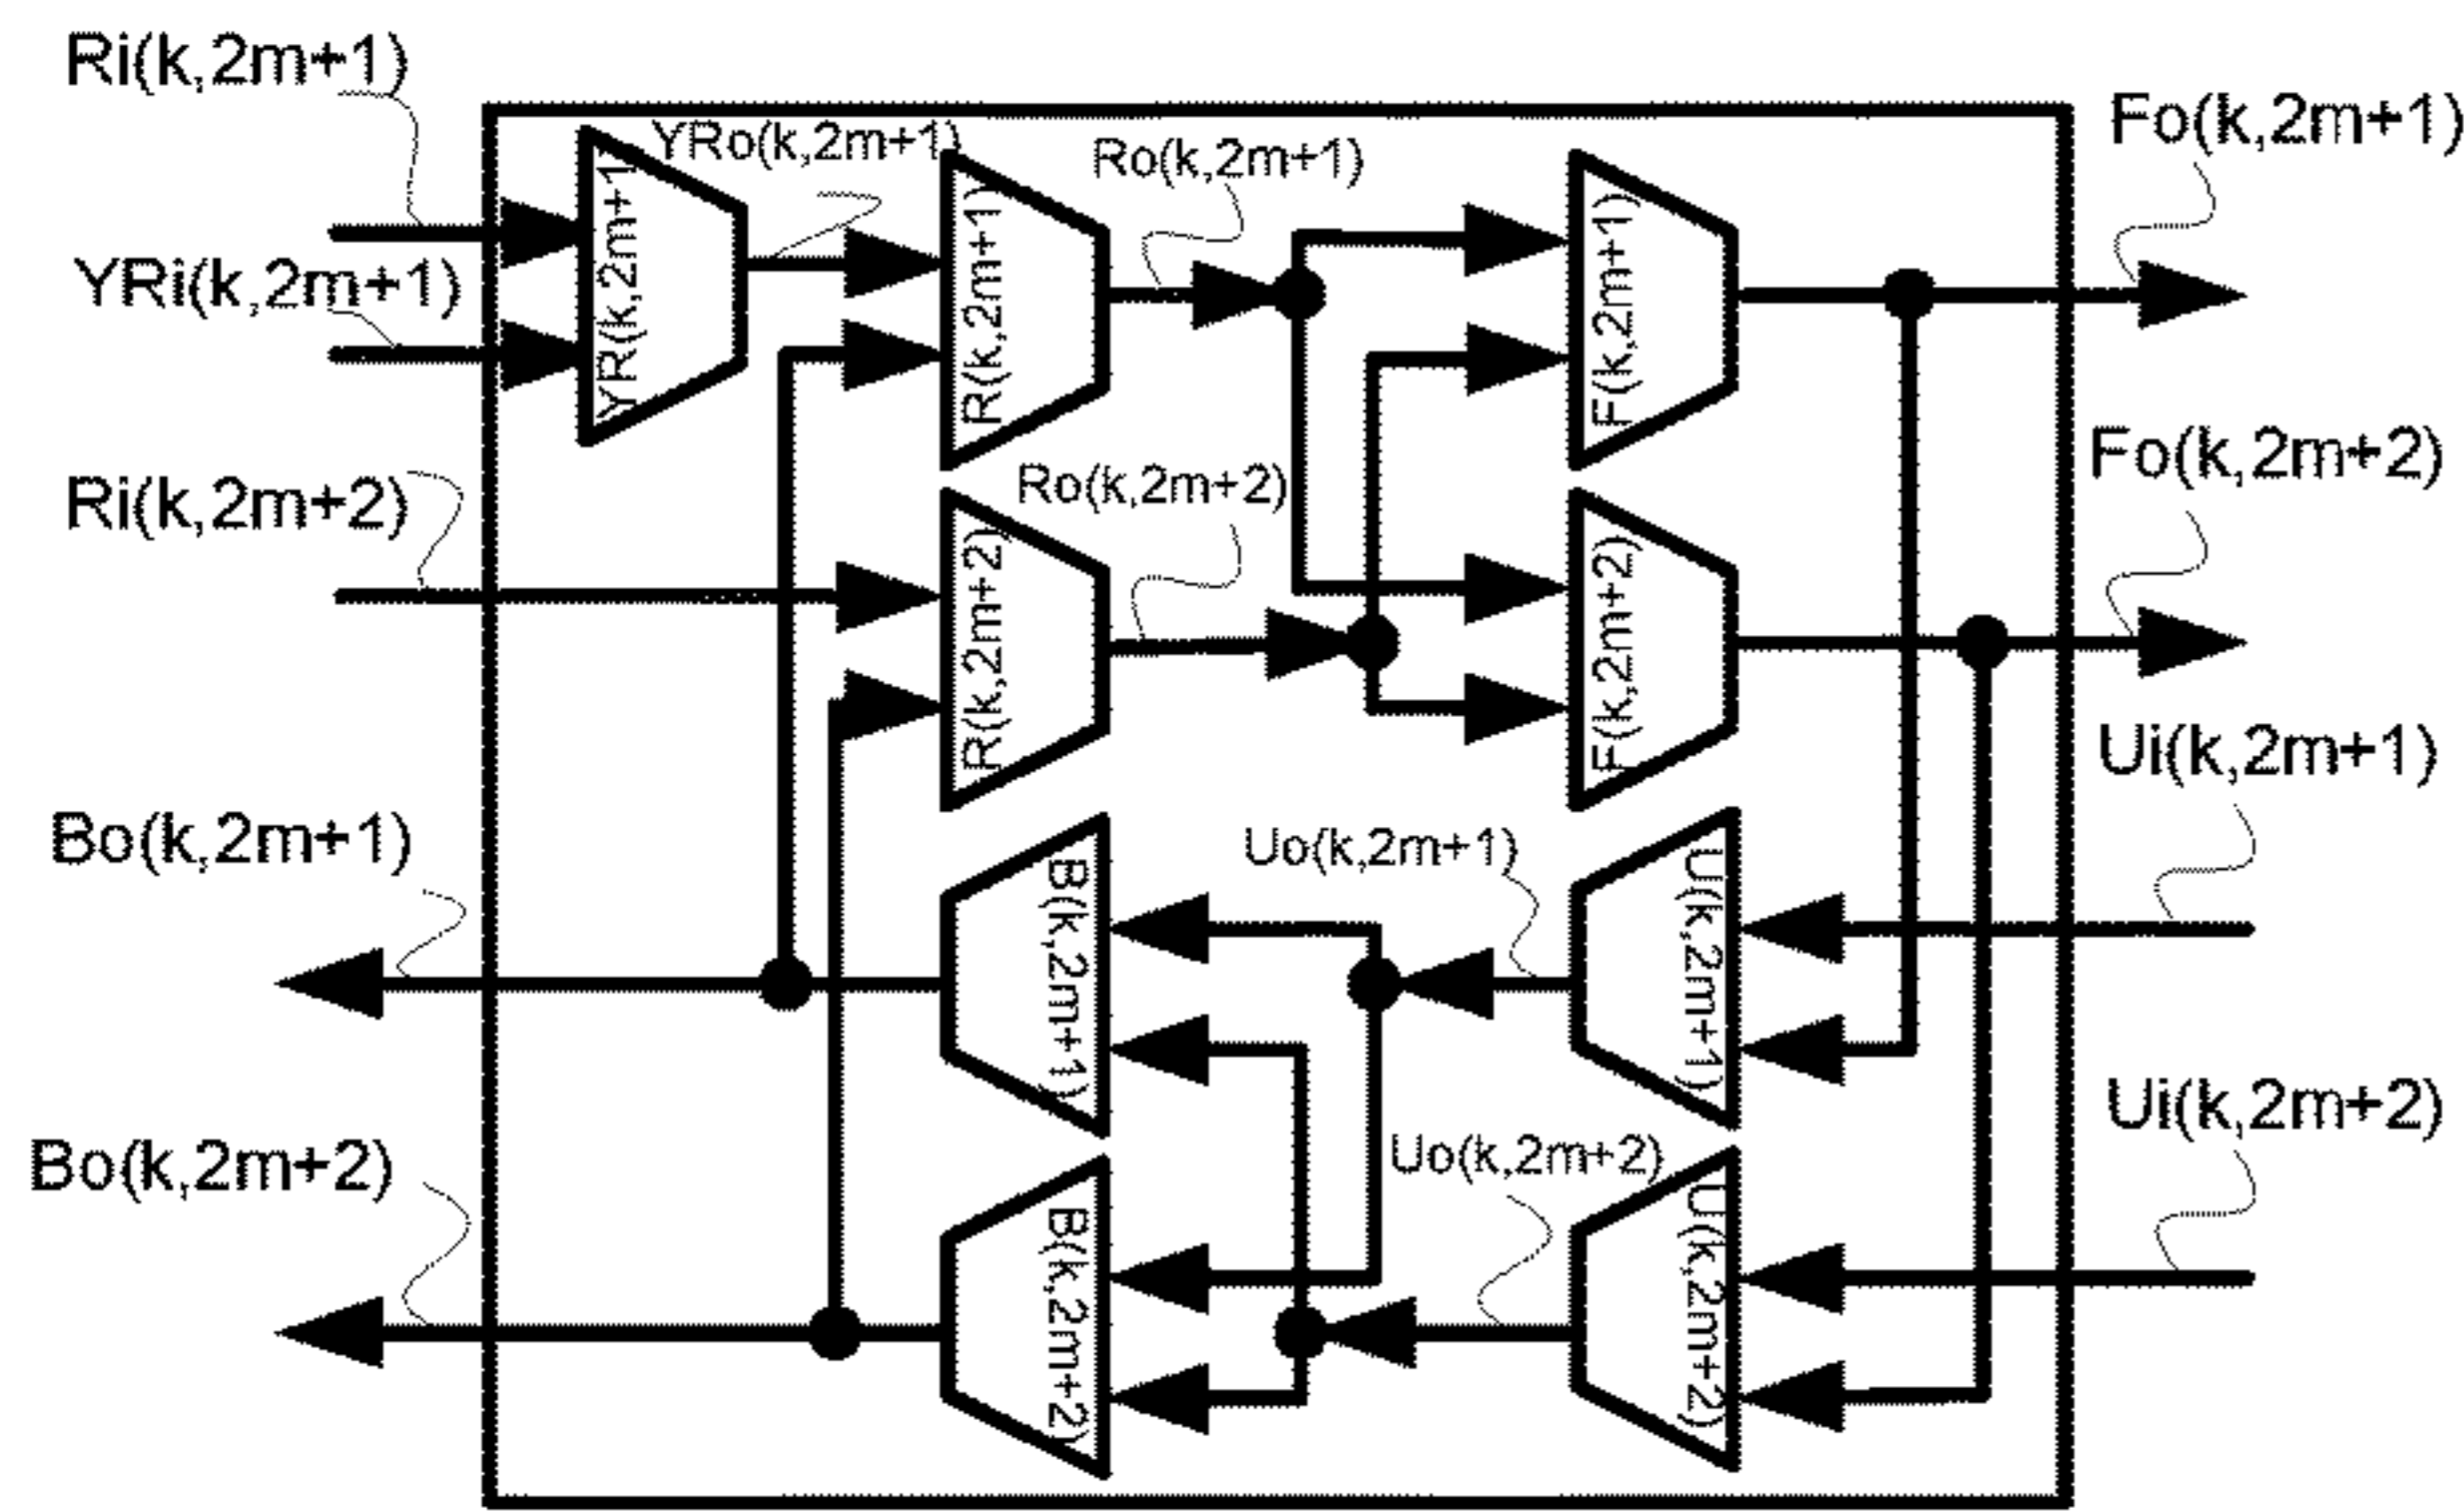 Ri(k,2m+1)
YRi(k,2m+1)
Ri(k,2m+2)
Bo(k,2m+1)
Bo(k,2m+2)
YR(k,2m+1)
YRo(k,2m+1)
R(k,2m+1)
Ro(k,2m+1)
F(k,2m+1)
R(k,2m+2)
Ro(k,2m+2)
F(k,2m+2)
B(k,2m+1)
Uo(k,2m+1)
U(k,2m+1)
B(k,2m+2)
Uo(k,2m+2)
U(k,2m+2)
Fo(k,2m+1)
Fo(k,2m+2)
Ui(k,2m+1)
Ui(k,2m+2)